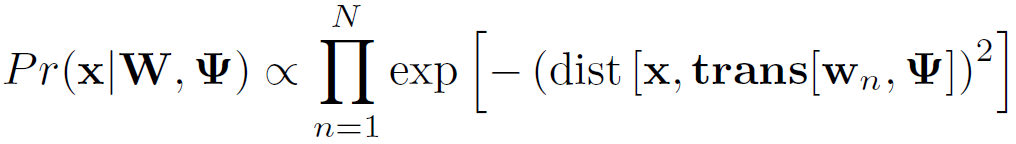 Pr(x|W, Ψ) ∝ ∏_{n=1}^{N} exp [− (dist [x, trans[w_n, Ψ])^2]